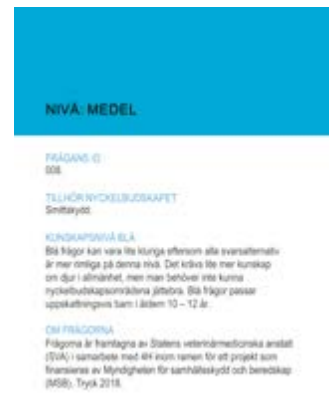 NIVÅ: MEDEL
FRÅGANS ID
008.
TILLHÖR NYCKELBUDSKAPET
Smittskydd.
KUNSKAPSNIVÅ BLÅ
Blå frågor kan vara lite kluriga eftersom alla svarsalternativ
är mer rimliga på denna nivå. Det krävs lite mer kunskap
om djur i allmänhet, men man behöver inte kunna
nyckelbudskapsområdena jättebra. Blå frågor passar
uppskattningsvis barn i åldern 10 – 12 år.
OM FRÅGORNA
Frågorna är framtagna av Statens veterinärmedicinska anstalt
(SVA) i samarbete med 4H inom ramen för ett projekt som
finansieras av Myndigheten för samhällsskydd och beredskap
(MSB). Tryck 2018.